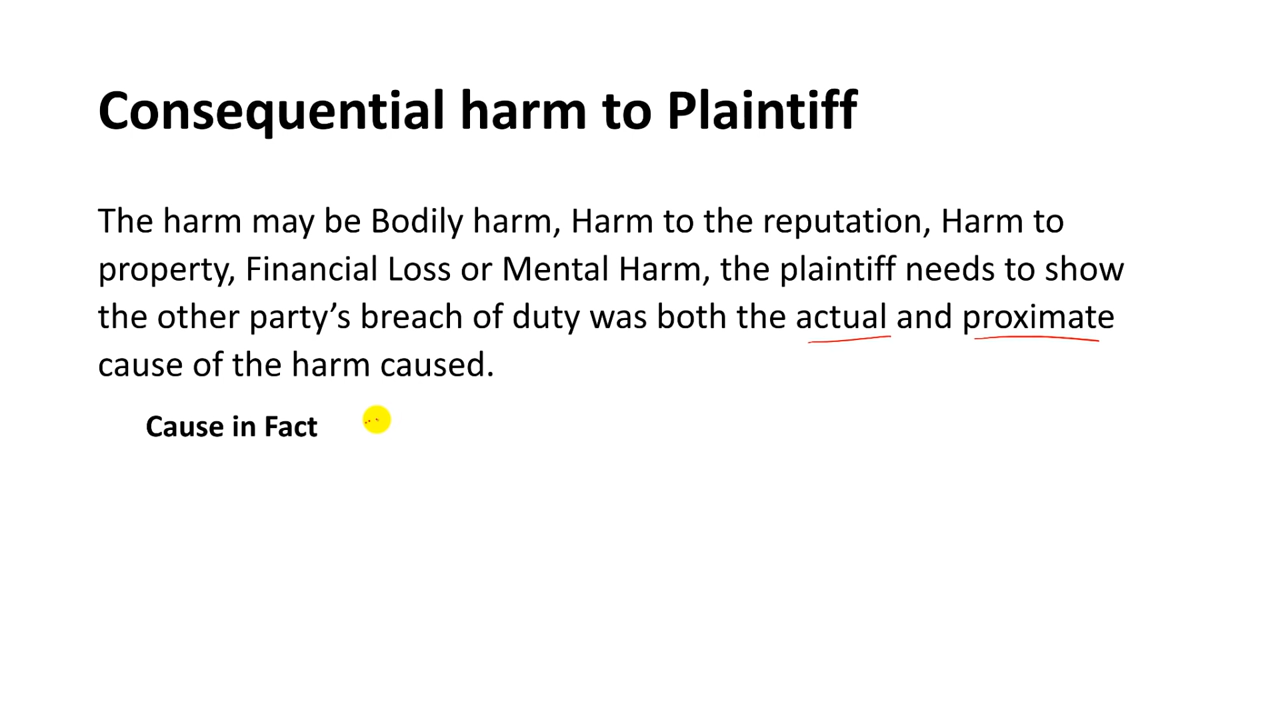 Consequential harm to Plaintiff
The harm may be Bodily harm, Harm to the reputation, Harm to
property, Financial Loss or Mental Harm, the plaintiff needs to show
the other party’s breach of duty was both the actual and proximate
cause of the harm caused.
Cause in Fact